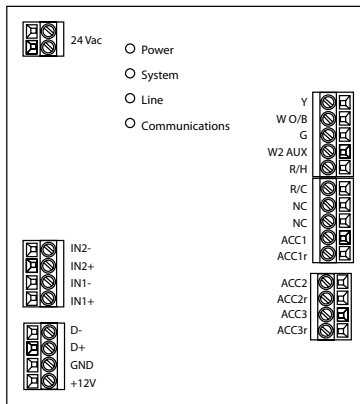 24 Vac
Power
System
Line
Communications
Y
W O/B
G
W2 AUX
R/H
R/C
NC
NC
ACC1
ACC1r
IN2-
IN2+
IN1-
IN1+
ACC2
ACC2r
ACC3
ACC3r
D-
D+
GND
+12V